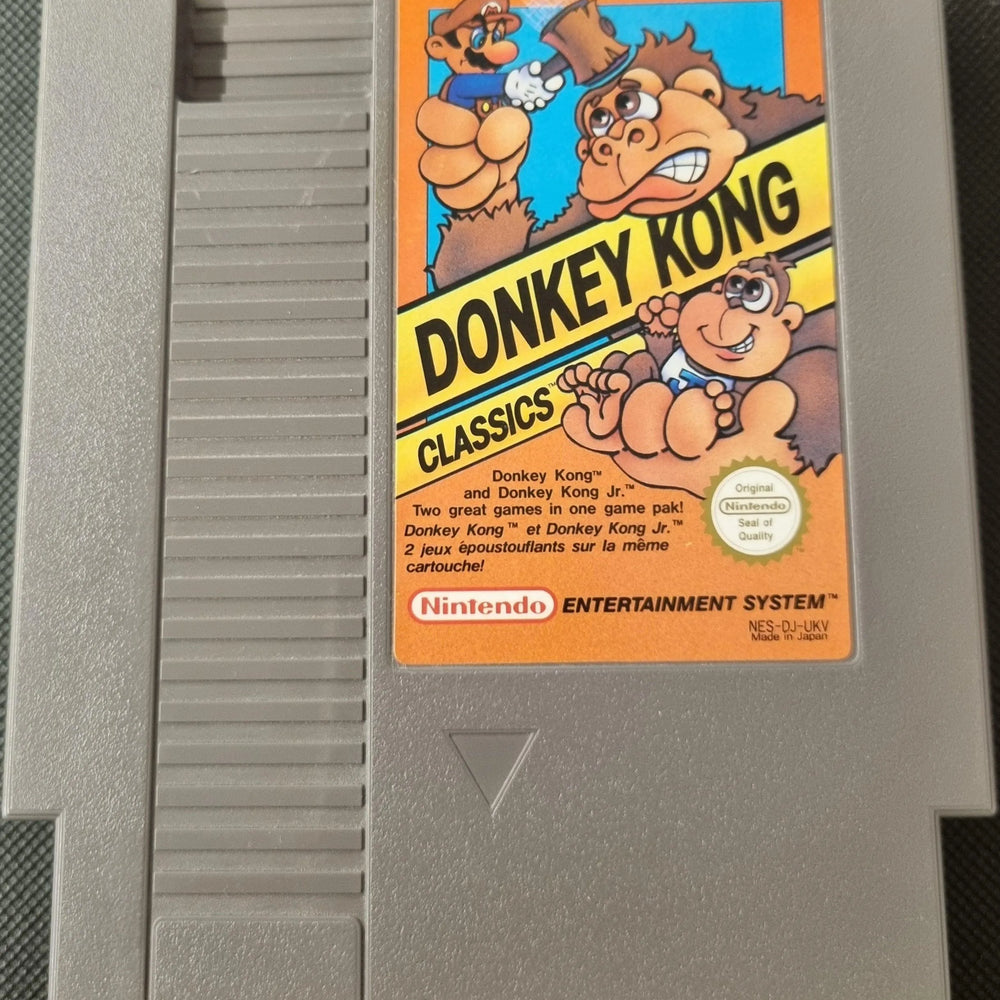 DONKEY KONG
CLASSICS™
J
Donkey Kong™
and Donkey Kong Jr.™
Two great games in one game pak!
Donkey Kong™ et Donkey Kong Jr.™
2 jeux époustouflants sur la même
cartouche!
Original
Nintendo
Seal of
Quality
Nintendo ENTERTAINMENT SYSTEM™
NES-DJ-UKV
Made in Japan